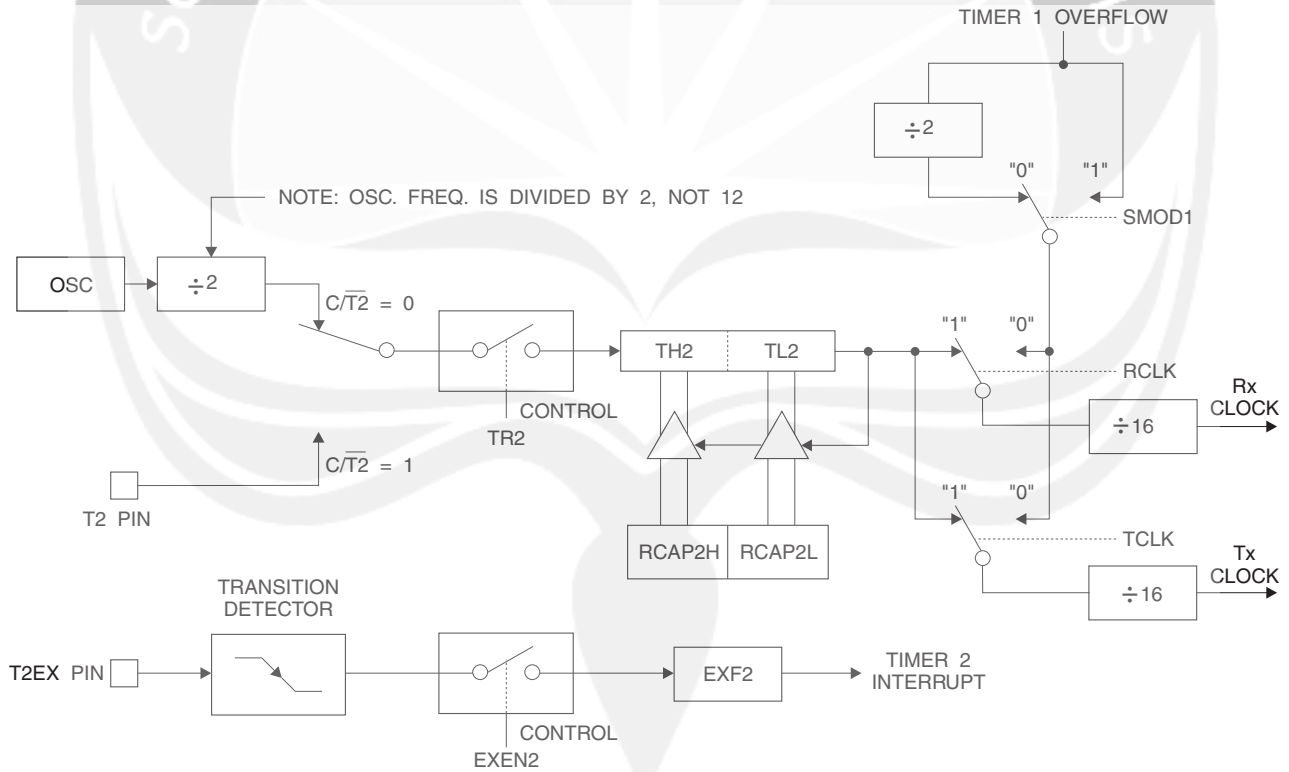 TIMER 1 OVERFLOW
÷2
"0"
"1"
NOTE: OSC. FREQ. IS DIVIDED BY 2, NOT 12
SMOD1
OSC
÷2
C/T̅2̅ = 0
"1"
"0"
TH2
TL2
RCLK
Rx
CLOCK
CONTROL
TR2
÷16
C/T̅2̅ = 1
T2 PIN
"1"
"0"
RCAP2H
RCAP2L
TCLK
Tx
CLOCK
÷16
TRANSITION
DETECTOR
T2EX PIN
EXF2
TIMER 2
INTERRUPT
CONTROL
EXEN2